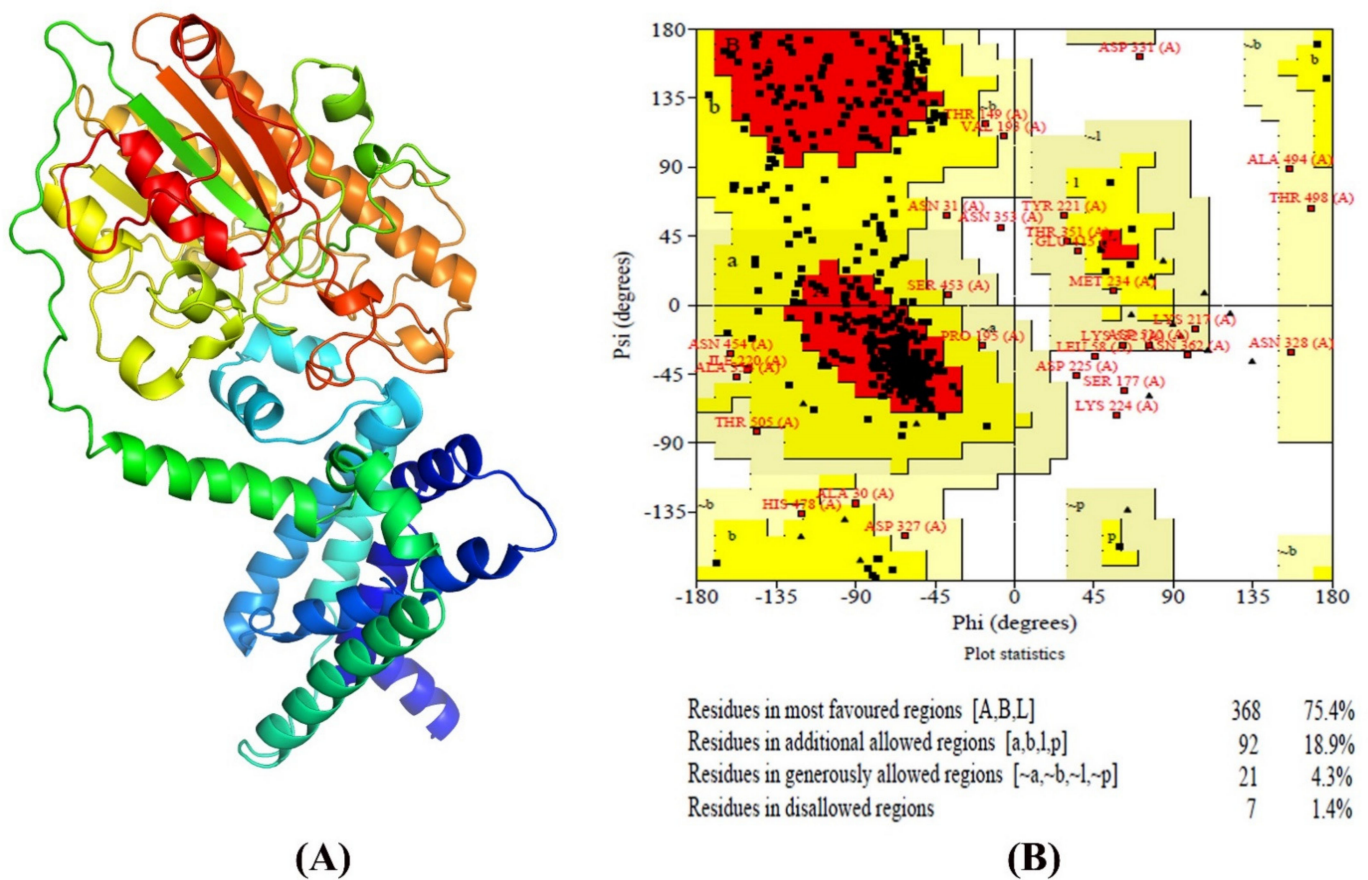 180
B
ASP 331 (A)
~b
b
135
b
~b
THR 149 (A)
VAL 193 (A)
~l
90
ALA 494 (A)
l
THR 498 (A)
ASN 31 (A)
TYR 221 (A)
ASN 353 (A)
45
THR 351 (A)
a
SER 453 (A)
MET 234 (A)
0
LYS 217 (A)
~a
PRO 195 (A)
ASN 454 (A)
ASN 362 (A)
ASN 328 (A)
ILE 220 (A)
LEU 58 (A)
-45
ASP 225 (A)
SER 177 (A)
LYS 224 (A)
THR 505 (A)
-90
ALA 30 (A)
HIS 478 (A)
-135
~b
~p
ASP 327 (A)
b
p
~b
-180 -135 -90 -45 0 45 90 135 180
Psi (degrees)
Phi (degrees)
Plot statistics
Residues in most favoured regions [A,B,L] 368 75.4%
Residues in additional allowed regions [a,b,l,p] 92 18.9%
Residues in generously allowed regions [~a,~b,~l,~p] 21 4.3%
Residues in disallowed regions 7 1.4%
(A)
(B)